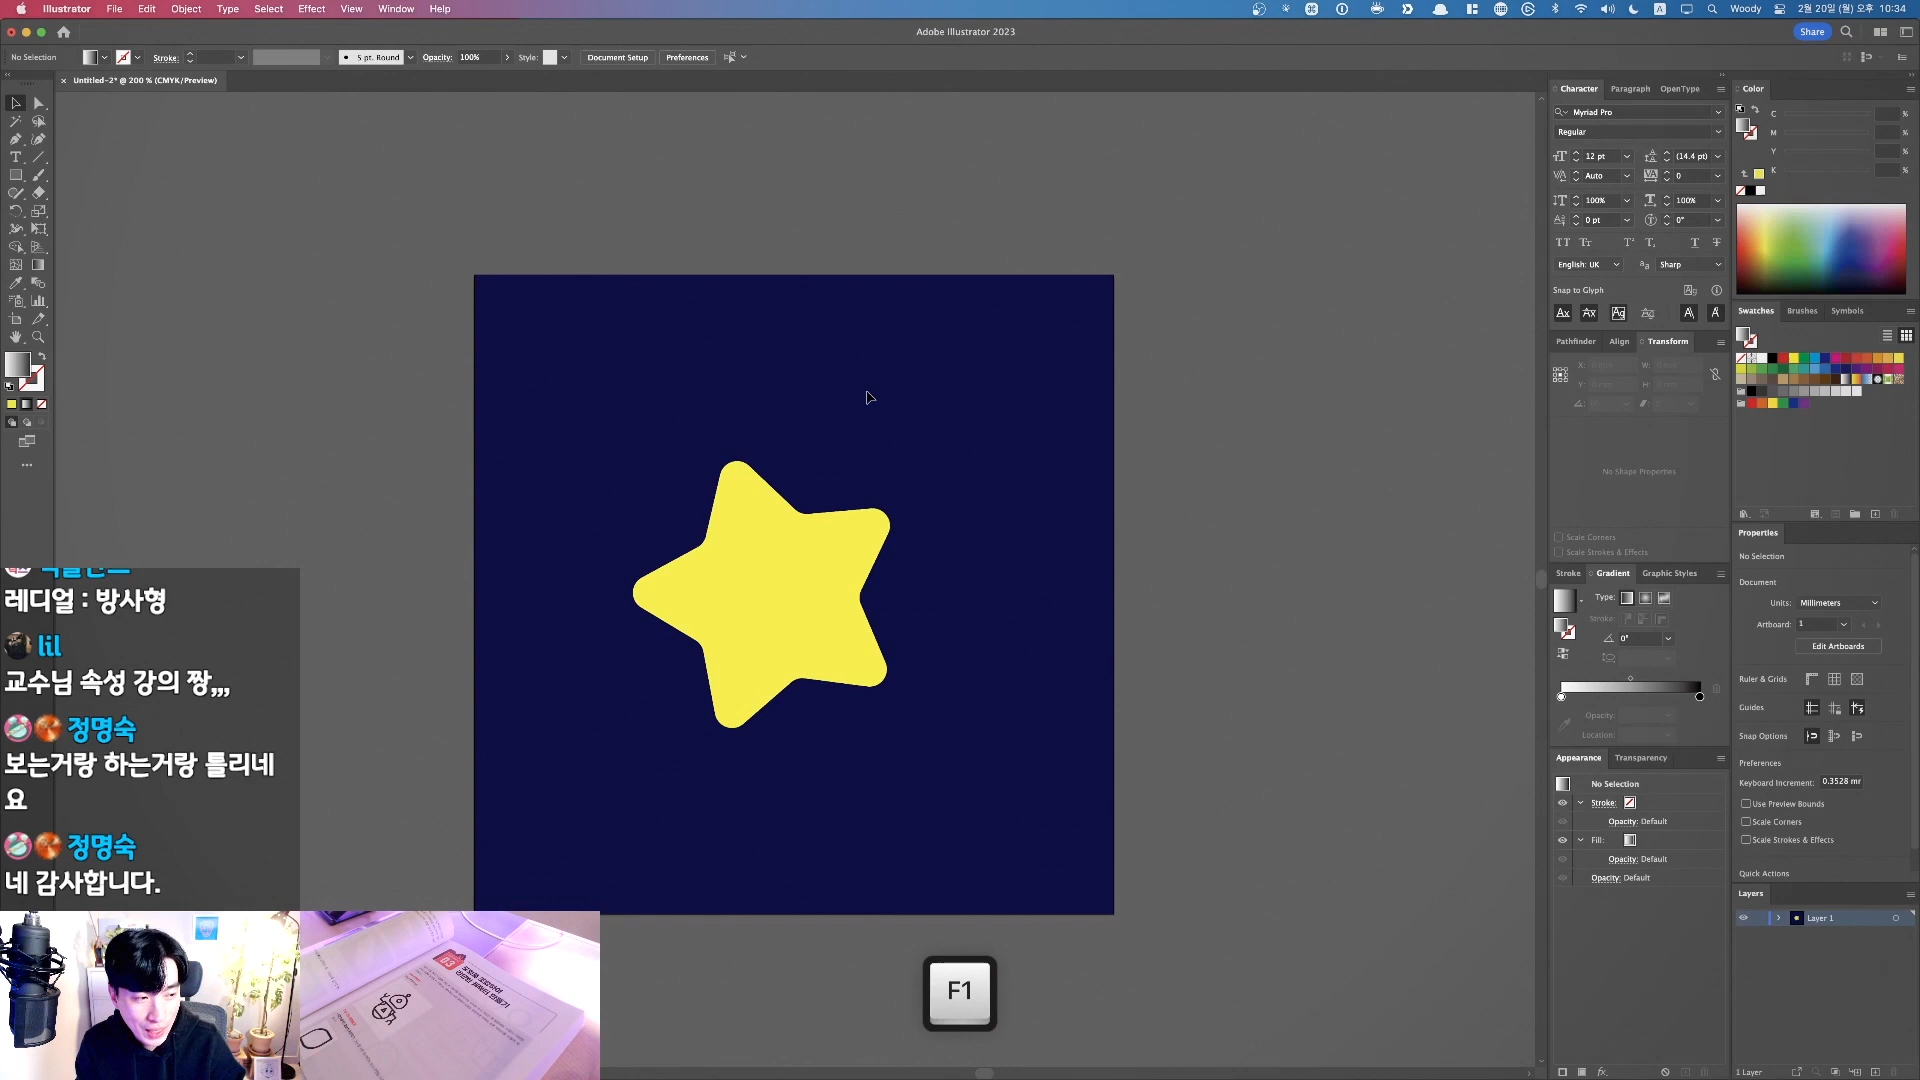 Illustrator File Edit Object Type Select Effect View Window Help
A
Woody
2월 20일 (월) 오후 10:34
Adobe Illustrator 2023
Share
No Selection
Stroke:
5 pt. Round
Opacity: 100%
Style:
Document Setup
Preferences
Untitled-2* @ 200 % (CMYK/Preview)
Character Paragraph OpenType
Myriad Pro
Regular
12 pt
(14.4 pt)
Auto
0
100%
100%
0 pt
0°
English: UK
Sharp
Snap to Glyph
Pathfinder Align Transform
X:
W:
Y:
H:
No Shape Properties
Scale Corners
Scale Strokes & Effects
Stroke Gradient Graphic Styles
Type:
Stroke:
0°
Opacity:
Location:
Appearance Transparency
No Selection
Stroke:
Opacity: Default
Fill:
Opacity: Default
Opacity: Default
Color
C %
M %
Y %
K %
Swatches Brushes Symbols
Properties
No Selection
Document
Units: Millimeters
Artboard: 1
Edit Artboards
Ruler & Grids
Guides
Snap Options
Preferences
Keyboard Increment: 0.3528 mr
Use Preview Bounds
Scale Corners
Scale Strokes & Effects
Quick Actions
Layers
Layer 1
1 Layer
레디얼 : 방사형
lil
교수님 속성 강의 짱,,,
정명숙
보는거랑 하는거랑 틀리네
요
정명숙
네 감사합니다.
03
F1